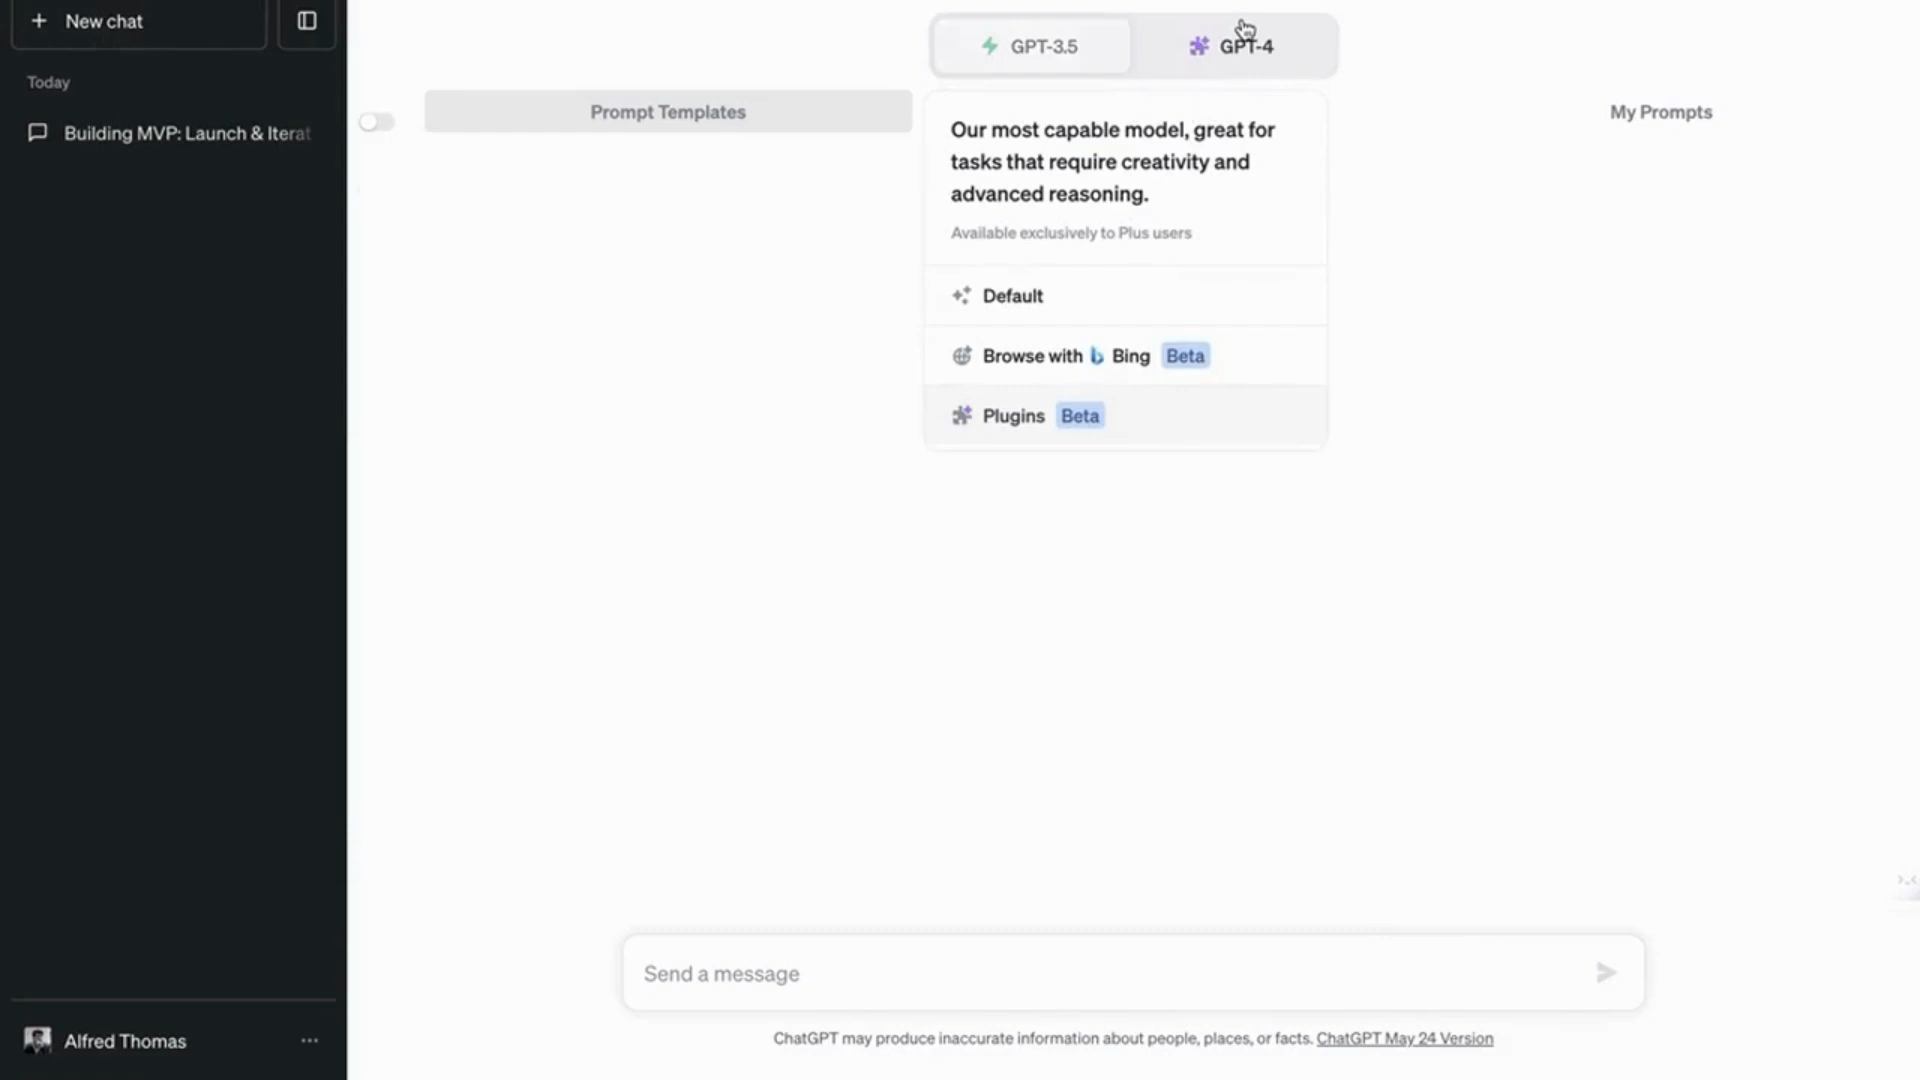 New chat
Today
Building MVP: Launch & Iterat
Alfred Thomas
GPT-3.5
GPT-4
Prompt Templates
My Prompts
Our most capable model, great for
tasks that require creativity and
advanced reasoning.
Available exclusively to Plus users
Default
Browse with Bing Beta
Plugins Beta
Send a message
ChatGPT may produce inaccurate information about people, places, or facts. ChatGPT May 24 Version